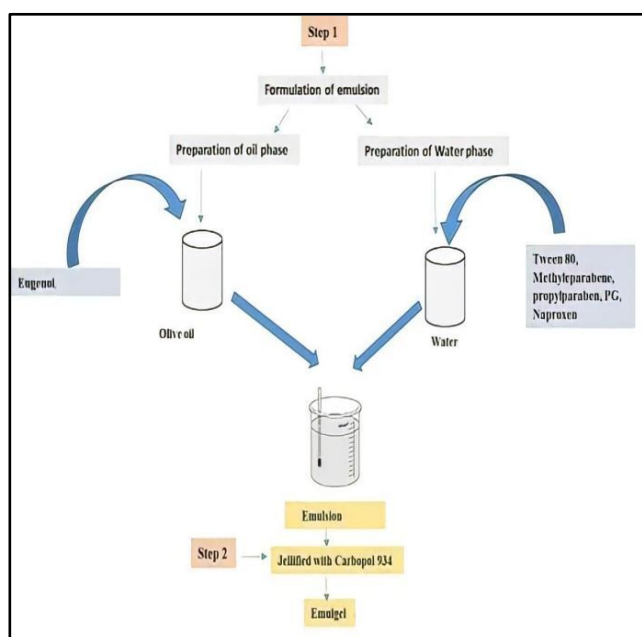 Step 1
Formulation of emulsion
Preparation of oil phase
Preparation of Water phase
Eugenol,
Tween 80,
Methyleparabene,
propylparaben, PG,
Naproxen
Olive oil
Water
Emulsion
Step 2
Jellified with Carbopol 934
Emulgel